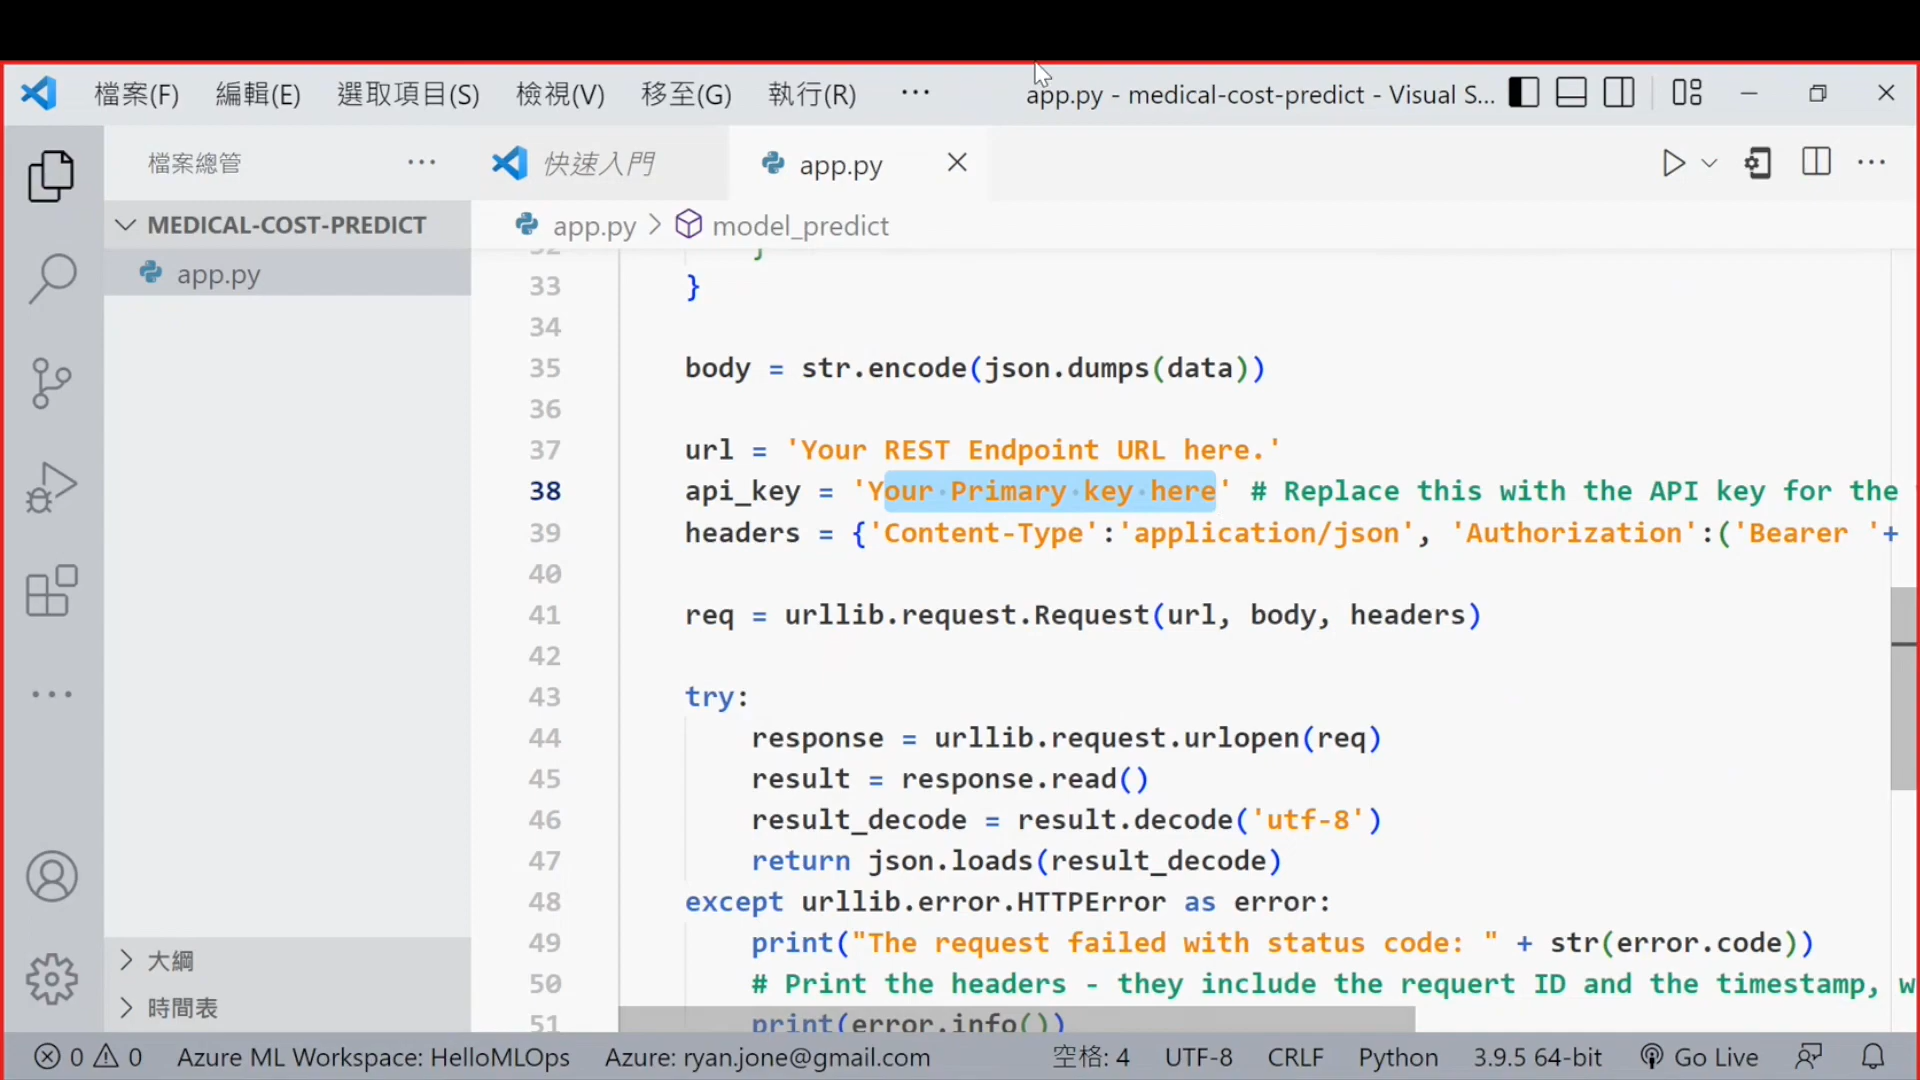 檔案(F) 編輯(E) 選取項目(S) 檢視(V) 移至(G) 執行(R) ··· app.py - medical-cost-predict - Visual S...
檔案總管 ···
快速入門 app.py
MEDICAL-COST-PREDICT
app.py
app.py > model_predict
33 }
34
35 body = str.encode(json.dumps(data))
36
37 url = 'Your REST Endpoint URL here.'
38 api_key = 'Your Primary key here' # Replace this with the API key for the
39 headers = {'Content-Type':'application/json', 'Authorization':('Bearer '+
40
41 req = urllib.request.Request(url, body, headers)
42
43 try:
44 response = urllib.request.urlopen(req)
45 result = response.read()
46 result_decode = result.decode('utf-8')
47 return json.loads(result_decode)
48 except urllib.error.HTTPError as error:
49 print("The request failed with status code: " + str(error.code))
50 # Print the headers - they include the requert ID and the timestamp, w
51 print(error.info())
大綱
時間表
0 0 Azure ML Workspace: HelloMLOps Azure: ryan.jone@gmail.com 空格: 4 UTF-8 CRLF Python 3.9.5 64-bit Go Live